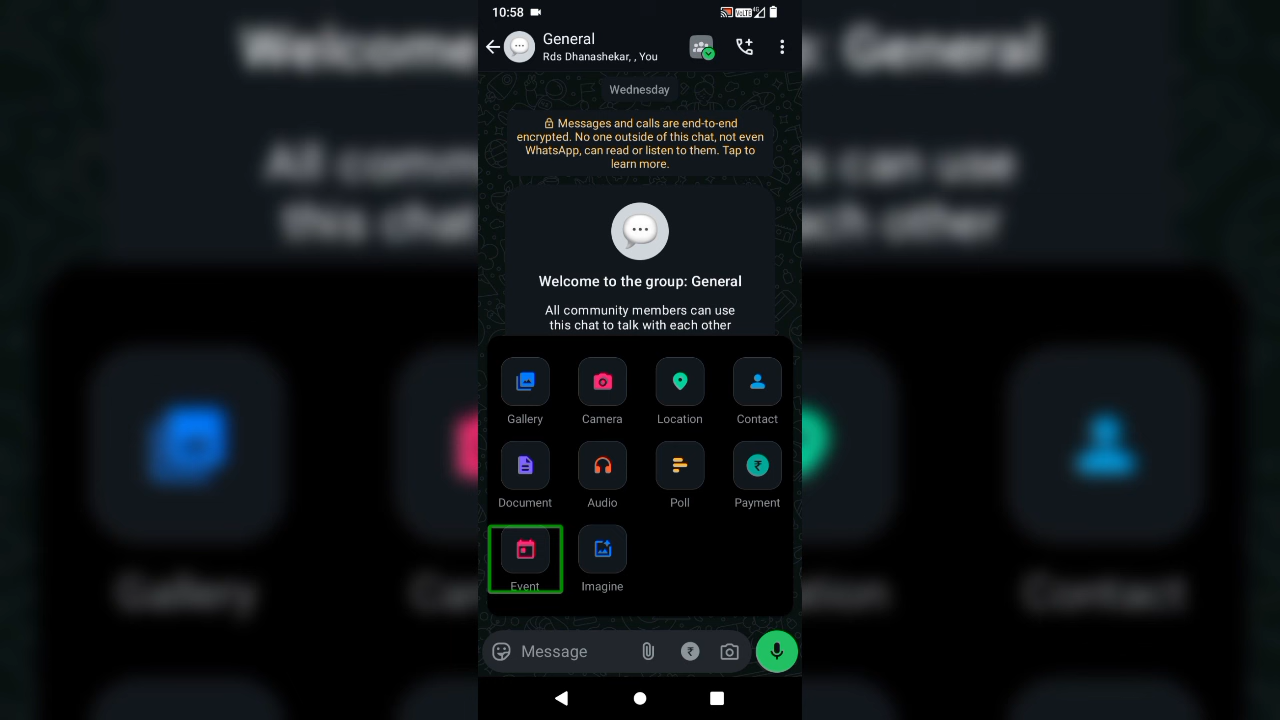 10:58
VoLTE 4G
General
Rds Dhanashekar, , You
Wednesday
Messages and calls are end-to-end
encrypted. No one outside of this chat, not even
WhatsApp, can read or listen to them. Tap to
learn more.
Welcome to the group: General
All community members can use
this chat to talk with each other
Gallery
Camera
Location
Contact
Document
Audio
Poll
Payment
Event
Imagine
Message